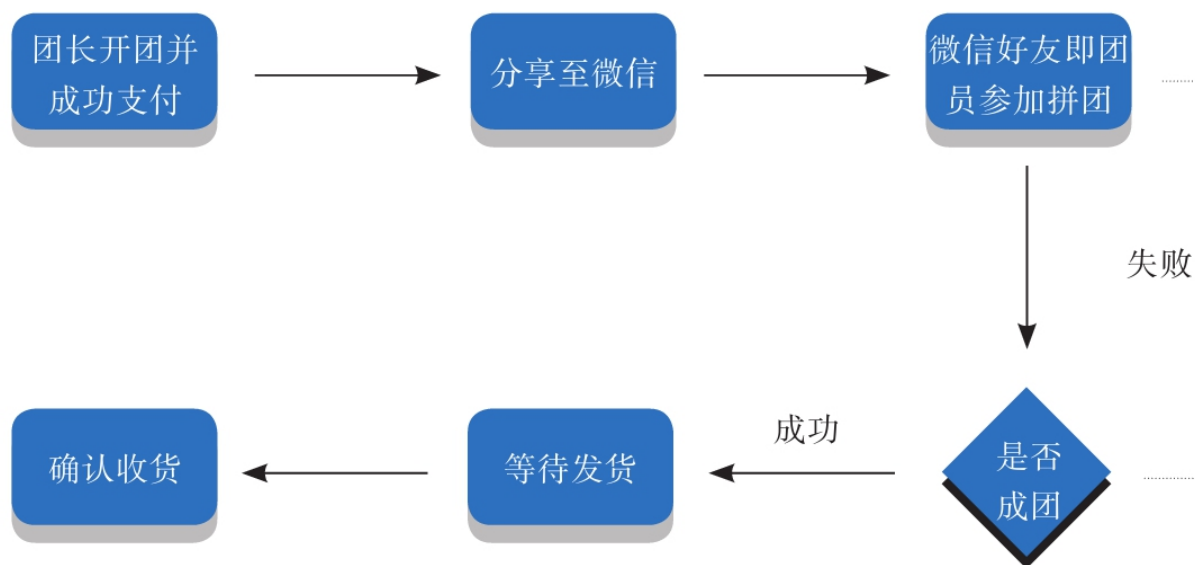 团长开团并
成功支付
分享至微信
微信好友即团
员参加拼团
失败
成功
确认收货
等待发货
是否
成团